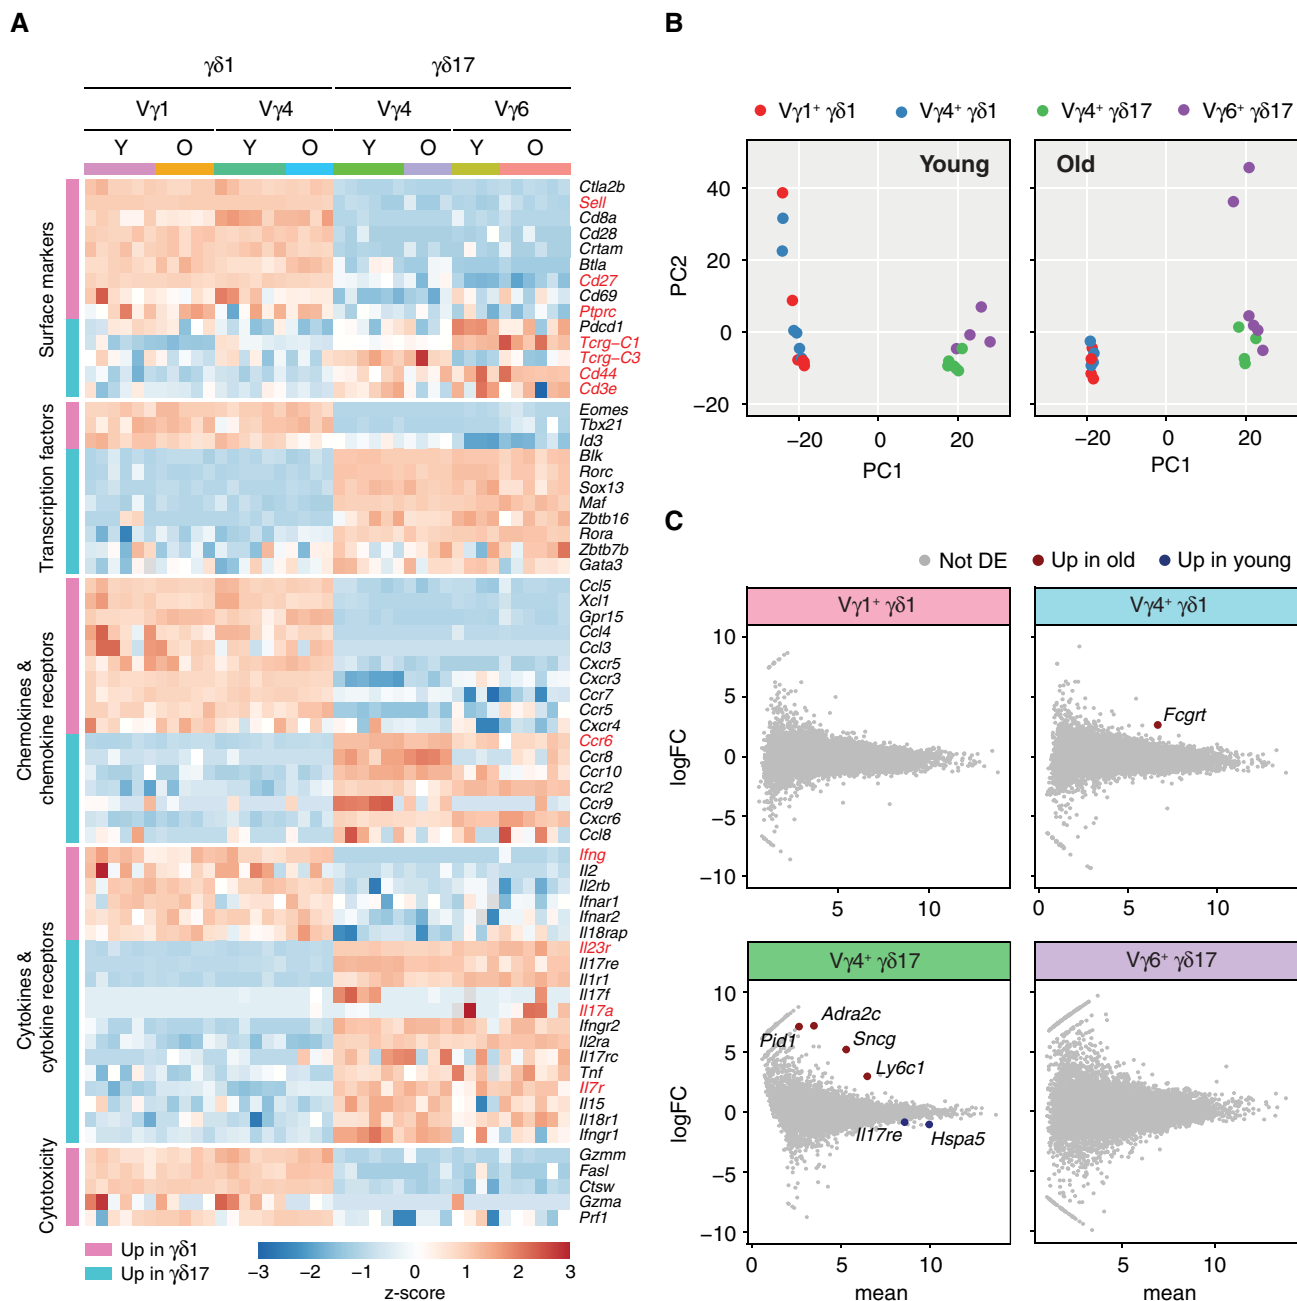 A
γδ1
γδ17
Vγ1
Vγ4
Vγ4
Vγ6
Y
O
Y
O
Y
O
Y
O
Surface markers
Ctla2b
Sell
Cd8a
Cd28
Crtam
Btla
Cd27
Cd69
Ptprc
Pdcd1
Tcrg-C1
Tcrg-C3
Cd44
Cd3e
Transcription factors
Eomes
Tbx21
Id3
Blk
Rorc
Sox13
Maf
Zbtb16
Rora
Zbtb7b
Gata3
Chemokines &
chemokine receptors
Ccl5
Xcl1
Gpr15
Ccl4
Ccl3
Cxcr5
Cxcr3
Ccr7
Ccr5
Cxcr4
Ccr6
Ccr8
Ccr10
Ccr2
Ccr9
Cxcr6
Ccl8
Cytokines &
cytokine receptors
Ifng
Il2
Il2rb
Ifnar1
Ifnar2
Il18rap
Il23r
Il17re
Il1r1
Il17f
Il17a
Ifngr2
Il2ra
Il17rc
Tnf
Il7r
Il15
Il18r1
Ifngr1
Cytotoxicity
Gzmm
Fasl
Ctsw
Gzma
Prf1
Up in γδ1
Up in γδ17
−3 −2 −1 0 1 2 3
z-score
B
Vγ1+ γδ1
Vγ4+ γδ1
Vγ4+ γδ17
Vγ6+ γδ17
Young
Old
PC2
40
20
0
−20
−20 0 20
−20 0 20
PC1
PC1
C
Not DE
Up in old
Up in young
Vγ1+ γδ1
Vγ4+ γδ1
logFC
10
5
0
−5
−10
Fcgrt
5 10
0 5 10
Vγ4+ γδ17
Vγ6+ γδ17
logFC
10
5
0
−5
−10
Pid1
Adra2c
Sncg
Ly6c1
Il17re
Hspa5
0 5 10
5 10
mean
mean